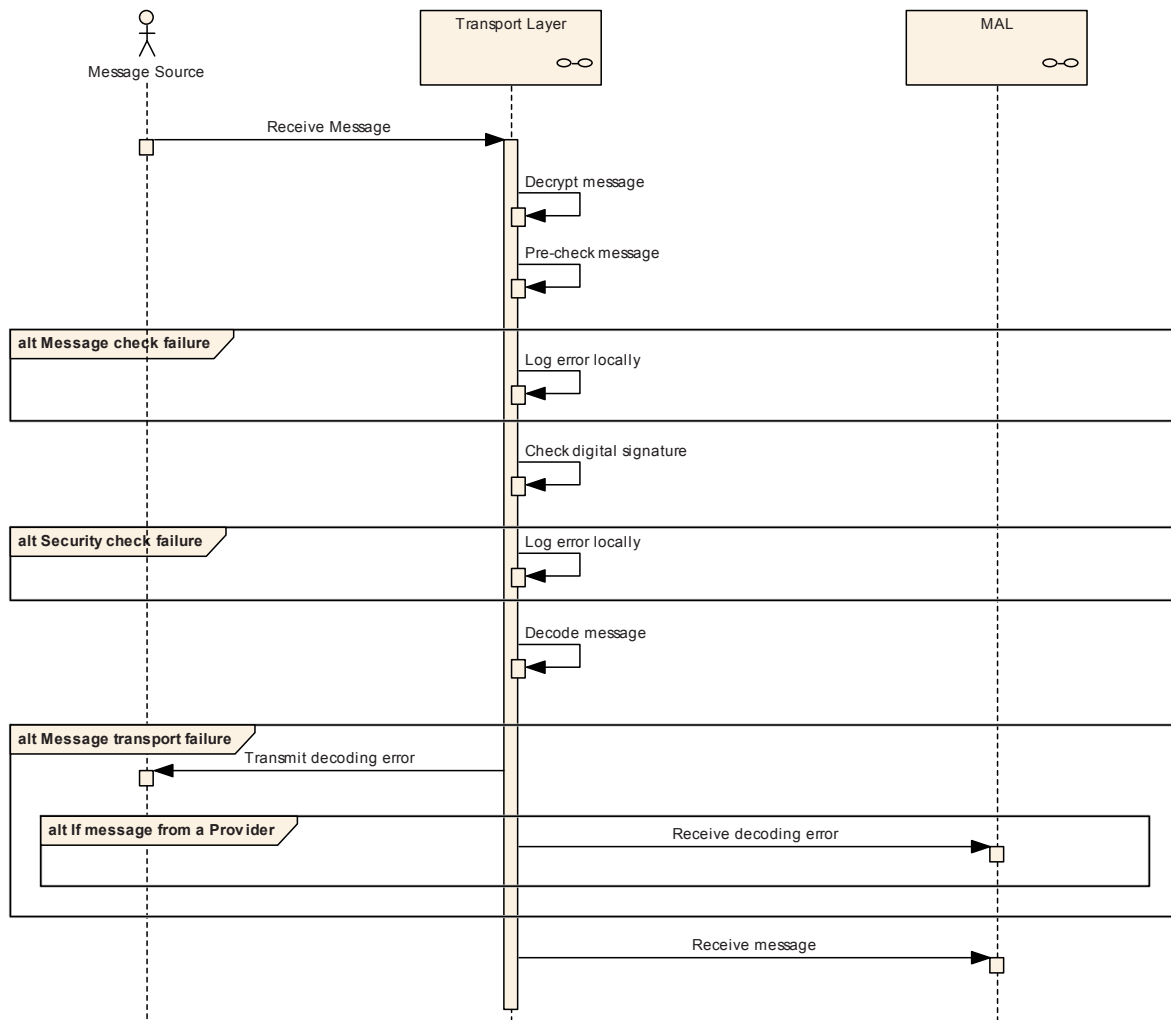 Transport Layer
MAL
Message Source
Receive Message
Decrypt message
Pre-check message
alt Message check failure
Log error locally
Check digital signature
alt Security check failure
Log error locally
Decode message
alt Message transport failure
Transmit decoding error
alt If message from a Provider
Receive decoding error
Receive message